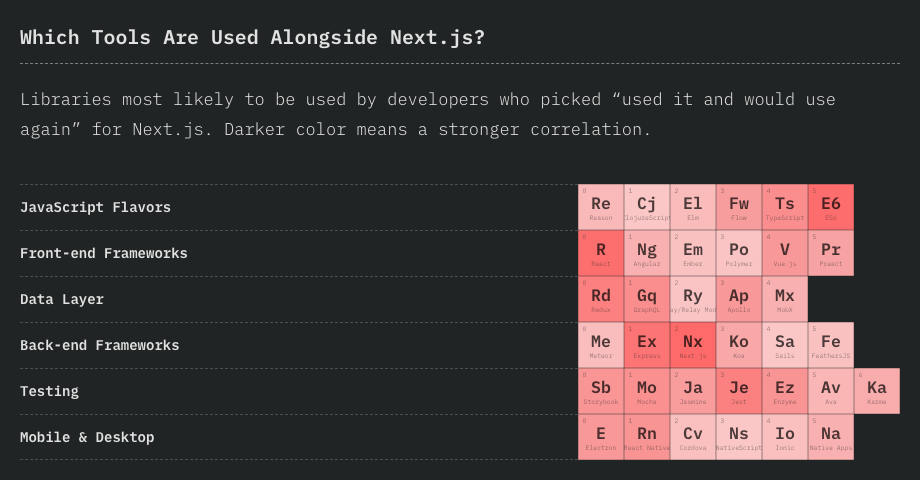 Which Tools Are Used Alongside Next.js?
Libraries most likely to be used by developers who picked “used it and would use
again” for Next.js. Darker color means a stronger correlation.
JavaScript Flavors
0 1 2 3 4 5
Re Cj El Fw Ts E6
Reason lojureScript Elm Flow TypeScript ES6
Front-end Frameworks
0 1 2 3 4 5
R Ng Em Po V Pr
React Angular Ember Polymer Vue.js Preact
Data Layer
0 1 2 3 4
Rd Gq Ry Ap Mx
Redux GraphQL ay/Relay Mod Apollo MobX
Back-end Frameworks
0 1 2 3 4 5
Me Ex Nx Ko Sa Fe
Meteor Express Next.js Koa Sails FeathersJS
Testing
0 1 2 3 4 5 6
Sb Mo Ja Je Ez Av Ka
Storybook Mocha Jasmine Jest Enzyme Ava Karma
Mobile & Desktop
0 1 2 3 4 5
E Rn Cv Ns Io Na
Electron React Native Cordova NativeScript Ionic Native Apps